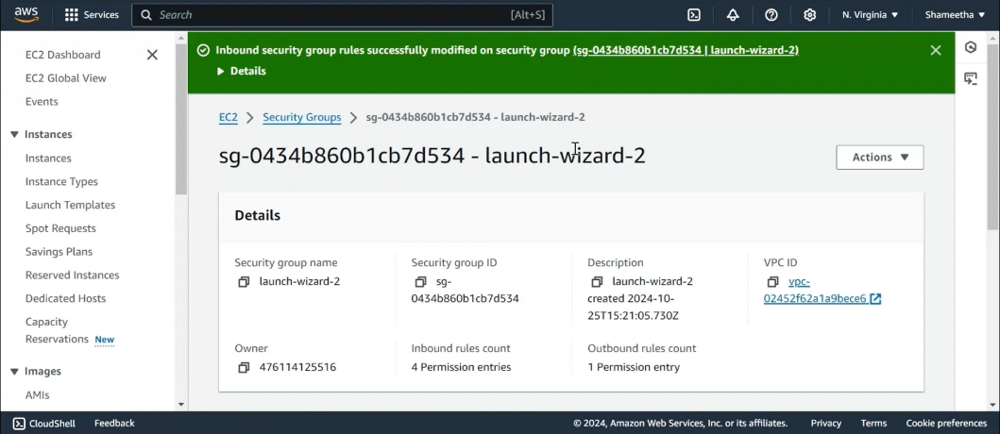 aws
Services
Search
[Alt+S]
N. Virginia
Shameetha
EC2 Dashboard
EC2 Global View
Events
Instances
Instances
Instance Types
Launch Templates
Spot Requests
Savings Plans
Reserved Instances
Dedicated Hosts
Capacity
Reservations New
Images
AMIs
Inbound security group rules successfully modified on security group (sg-0434b860b1cb7d534 | launch-wizard-2)
Details
EC2 > Security Groups > sg-0434b860b1cb7d534 - launch-wizard-2
sg-0434b860b1cb7d534 - launch-wizard-2
Actions
Details
Security group name
launch-wizard-2
Security group ID
sg-
0434b860b1cb7d534
Description
launch-wizard-2
created 2024-10-
25T15:21:05.730Z
VPC ID
vpc-
02452f62a1a9bece6
Owner
476114125516
Inbound rules count
4 Permission entries
Outbound rules count
1 Permission entry
CloudShell
Feedback
© 2024, Amazon Web Services, Inc. or its affiliates.
Privacy
Terms
Cookie preferences